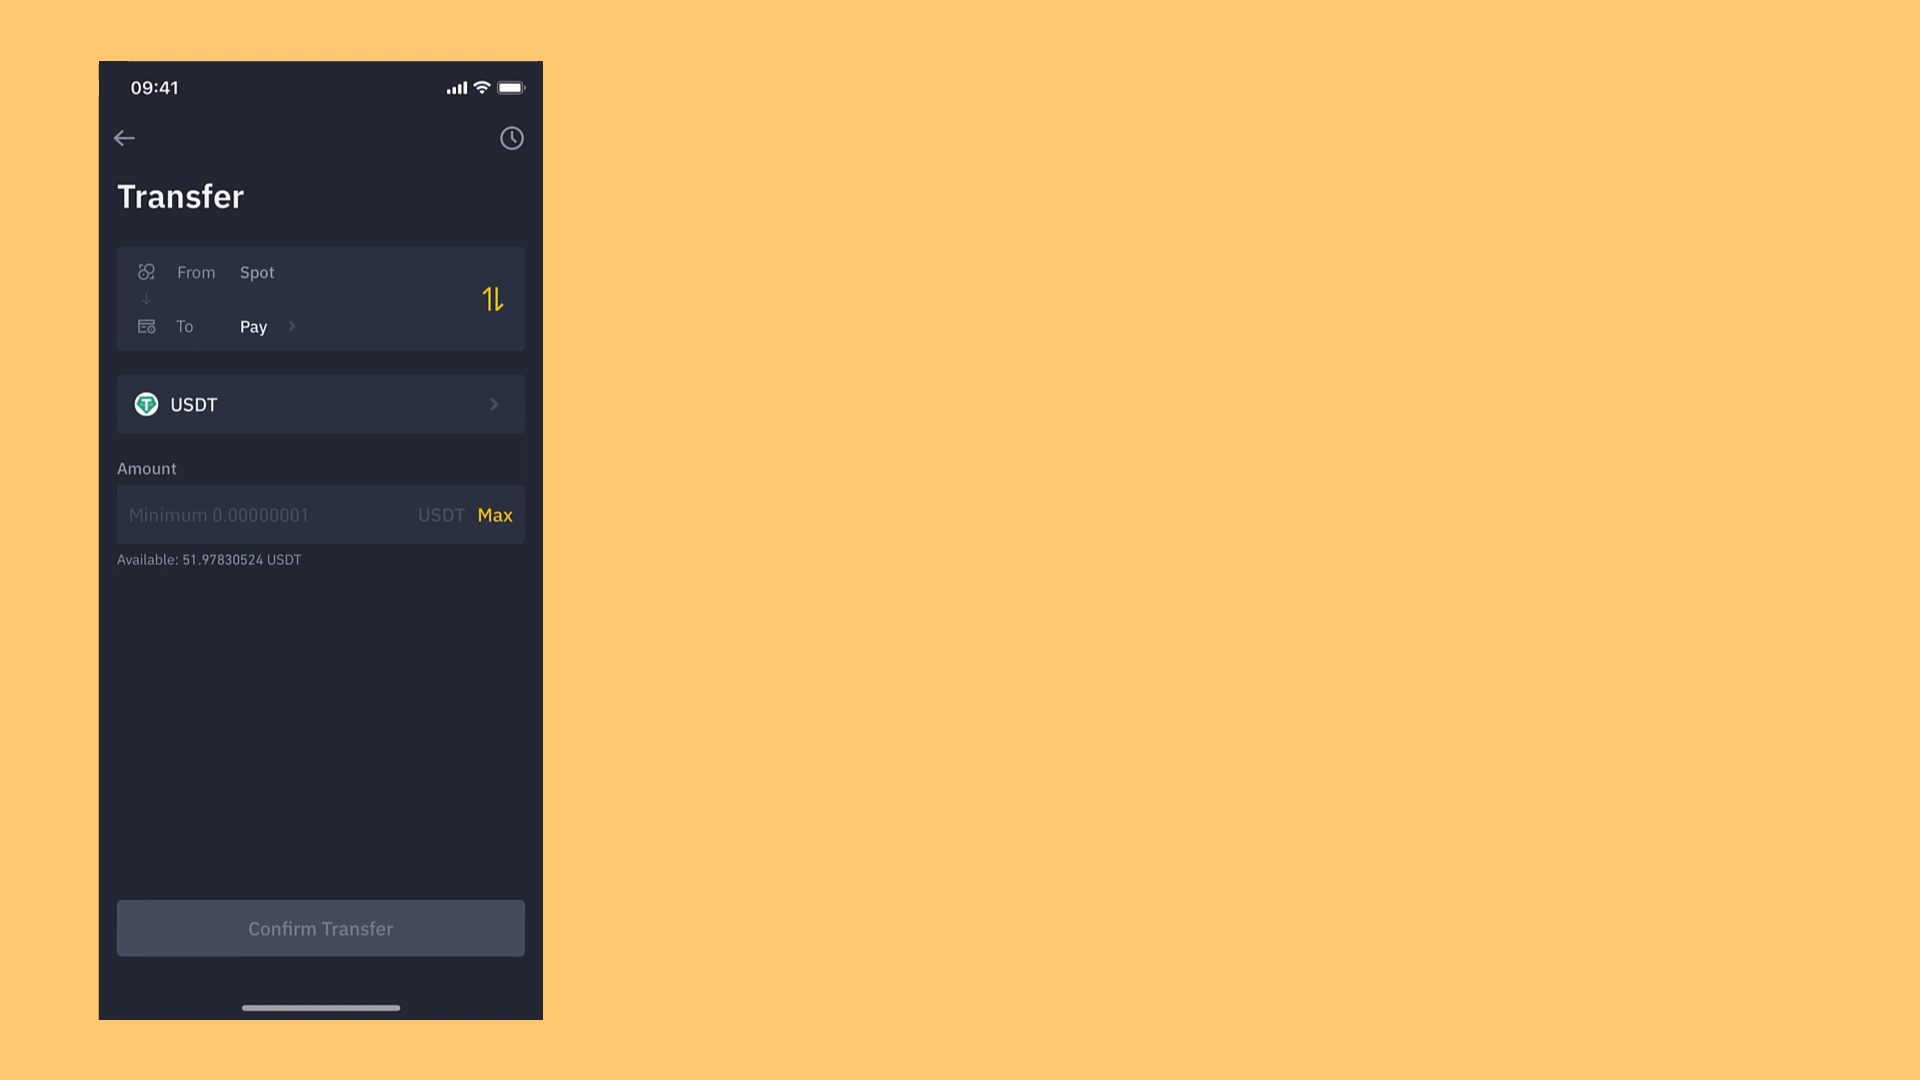 09:41
Transfer
From Spot
To Pay
USDT
Amount
Minimum 0.00000001 USDT Max
Available: 51.97830524 USDT
Confirm Transfer